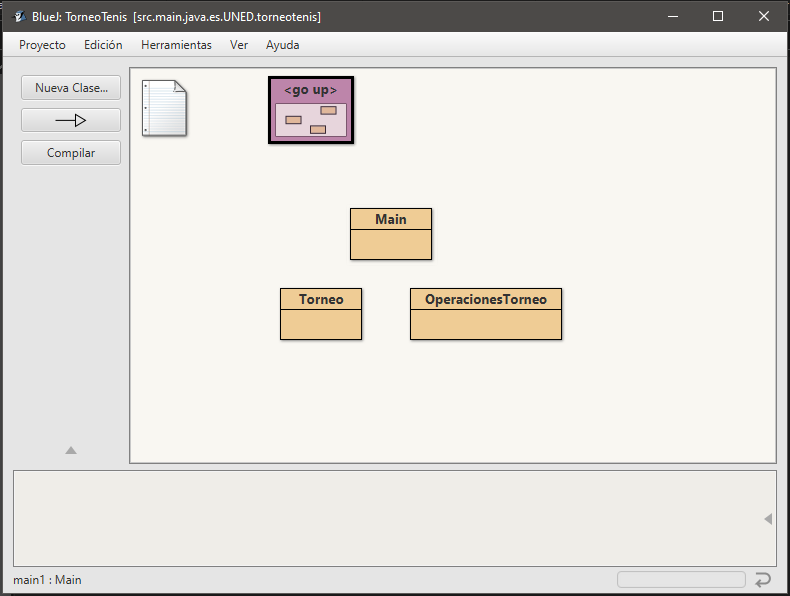 BlueJ: TorneoTenis [src.main.java.es.UNED.torneotenis]
Proyecto Edición Herramientas Ver Ayuda
Nueva Clase...
Compilar
<go up>
Main
Torneo
OperacionesTorneo
main1 : Main